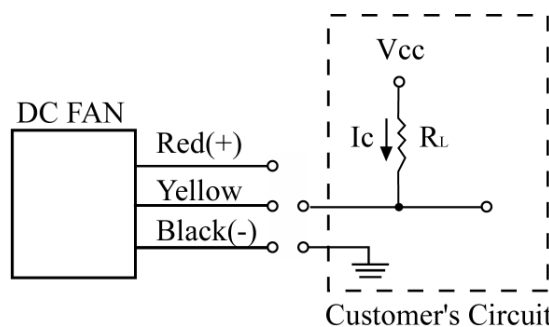 Vcc
DC FAN
Red(+)
Ic
RL
Yellow
Black(-)
Customer's Circuit